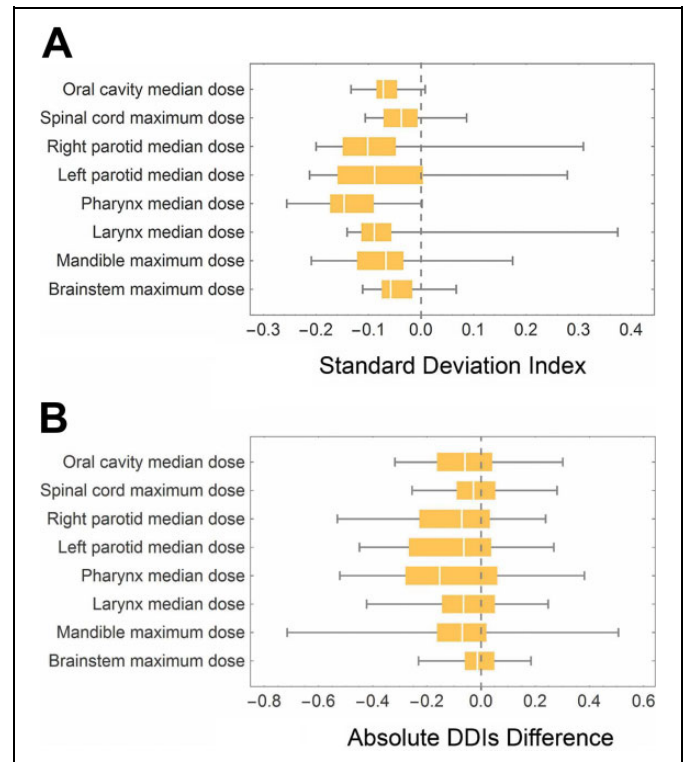 A
Oral cavity median dose
Spinal cord maximum dose
Right parotid median dose
Left parotid median dose
Pharynx median dose
Larynx median dose
Mandible maximum dose
Brainstem maximum dose
−0.3 −0.2 −0.1 0.0 0.1 0.2 0.3 0.4
Standard Deviation Index
B
Oral cavity median dose
Spinal cord maximum dose
Right parotid median dose
Left parotid median dose
Pharynx median dose
Larynx median dose
Mandible maximum dose
Brainstem maximum dose
−0.8 −0.6 −0.4 −0.2 0.0 0.2 0.4 0.6
Absolute DDIs Difference